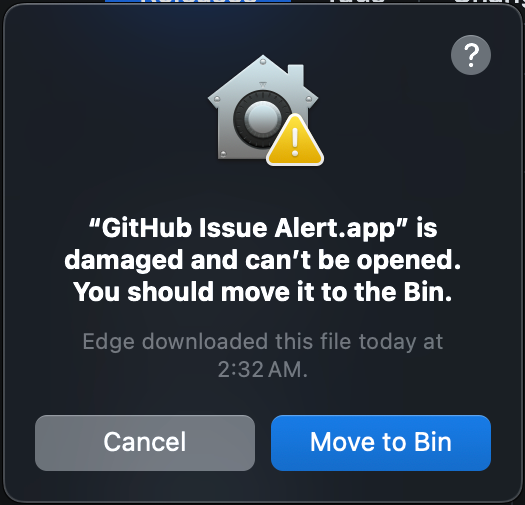 ?
“GitHub Issue Alert.app” is
damaged and can’t be opened.
You should move it to the Bin.
Edge downloaded this file today at
2:32 AM.
Cancel
Move to Bin